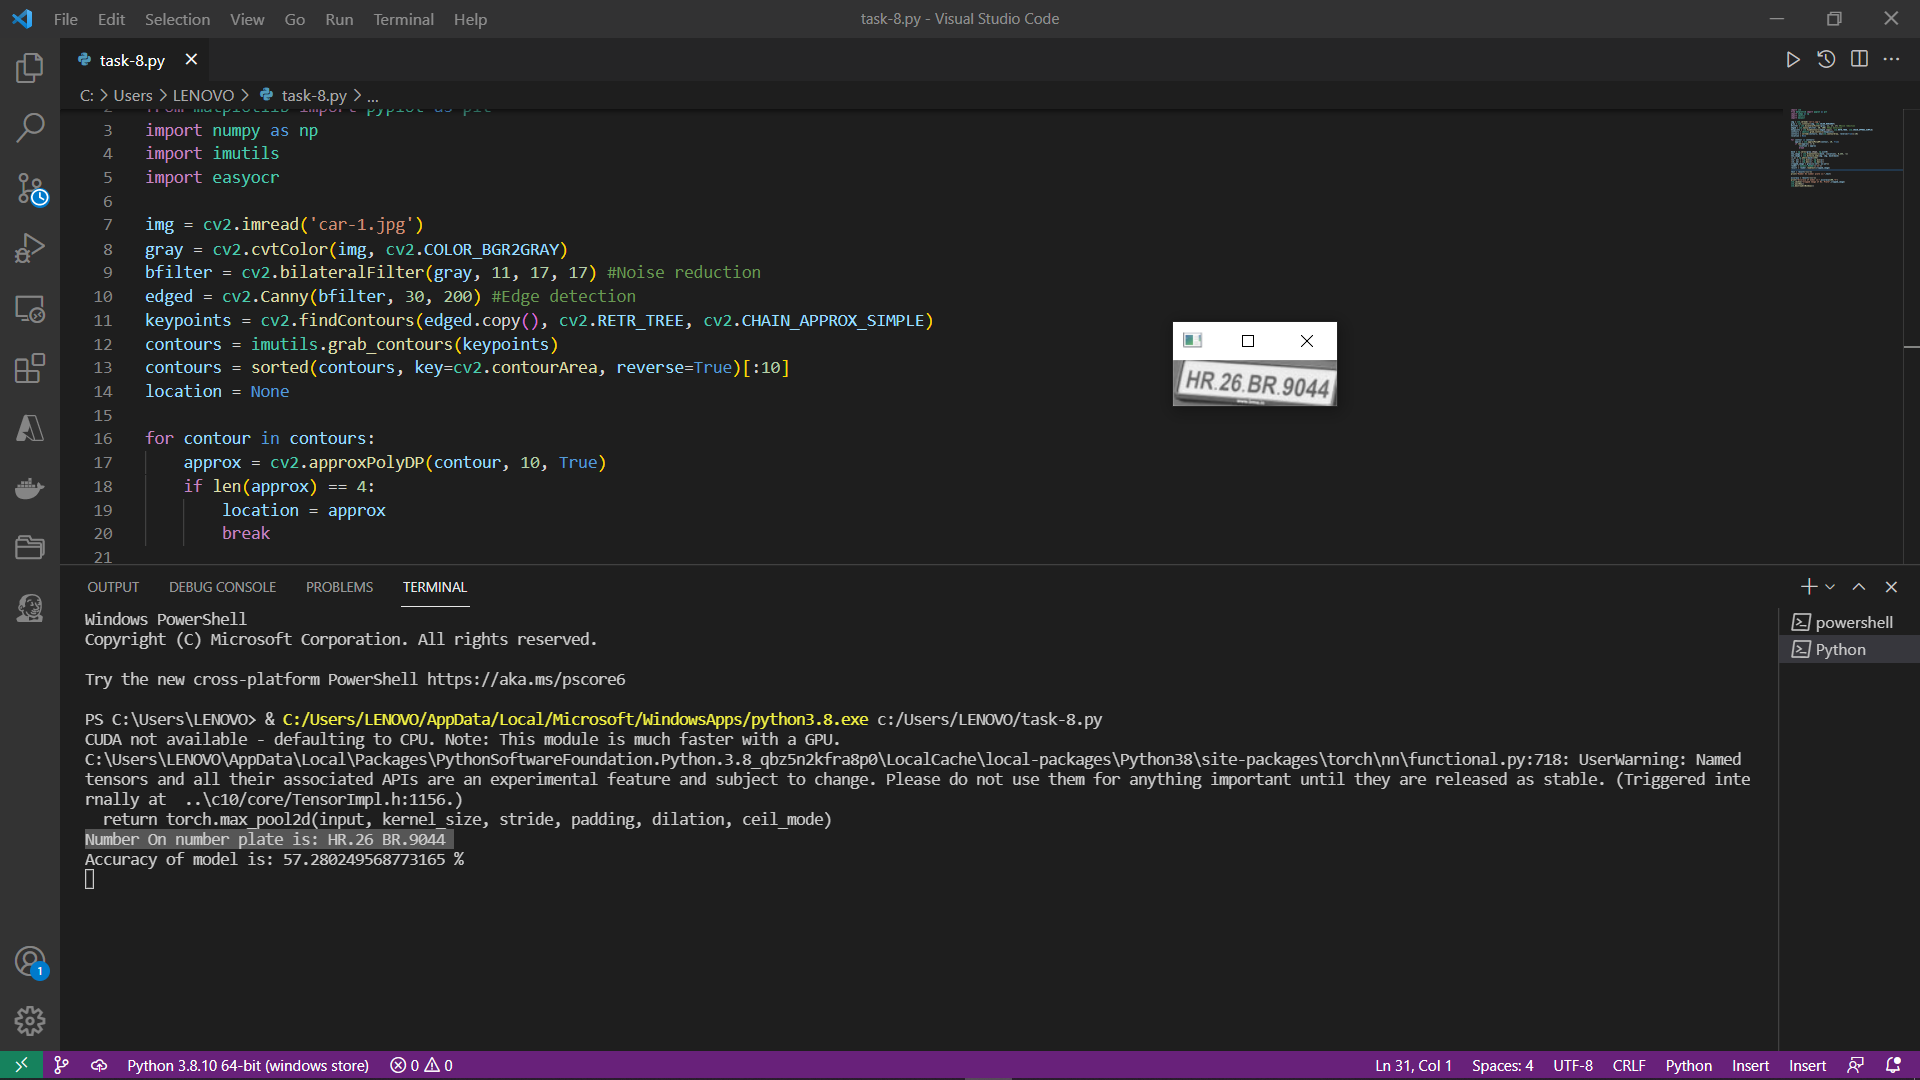 File Edit Selection View Go Run Terminal Help
task-8.py - Visual Studio Code
task-8.py
C: > Users > LENOVO > task-8.py > ...
2 from matplotlib import pyplot as plt
3 import numpy as np
4 import imutils
5 import easyocr
6
7 img = cv2.imread('car-1.jpg')
8 gray = cv2.cvtColor(img, cv2.COLOR_BGR2GRAY)
9 bfilter = cv2.bilateralFilter(gray, 11, 17, 17) #Noise reduction
10 edged = cv2.Canny(bfilter, 30, 200) #Edge detection
11 keypoints = cv2.findContours(edged.copy(), cv2.RETR_TREE, cv2.CHAIN_APPROX_SIMPLE)
12 contours = imutils.grab_contours(keypoints)
13 contours = sorted(contours, key=cv2.contourArea, reverse=True)[:10]
14 location = None
15
16 for contour in contours:
17 approx = cv2.approxPolyDP(contour, 10, True)
18 if len(approx) == 4:
19 location = approx
20 break
21
HR.26.BR.9044
OUTPUT DEBUG CONSOLE PROBLEMS TERMINAL
Windows PowerShell
Copyright (C) Microsoft Corporation. All rights reserved.
Try the new cross-platform PowerShell https://aka.ms/pscore6
PS C:\Users\LENOVO> & C:/Users/LENOVO/AppData/Local/Microsoft/WindowsApps/python3.8.exe c:/Users/LENOVO/task-8.py
CUDA not available - defaulting to CPU. Note: This module is much faster with a GPU.
C:\Users\LENOVO\AppData\Local\Packages\PythonSoftwareFoundation.Python.3.8_qbz5n2kfra8p0\LocalCache\local-packages\Python38\site-packages\torch\nn\functional.py:718: UserWarning: Named
tensors and all their associated APIs are an experimental feature and subject to change. Please do not use them for anything important until they are released as stable. (Triggered inte
rnally at  ..\c10/core/TensorImpl.h:1156.)
return torch.max_pool2d(input, kernel_size, stride, padding, dilation, ceil_mode)
Number On number plate is: HR.26 BR.9044
Accuracy of model is: 57.280249568773165 %
powershell
Python
1
Python 3.8.10 64-bit (windows store) 0 0
Ln 31, Col 1 Spaces: 4 UTF-8 CRLF Python Insert Insert